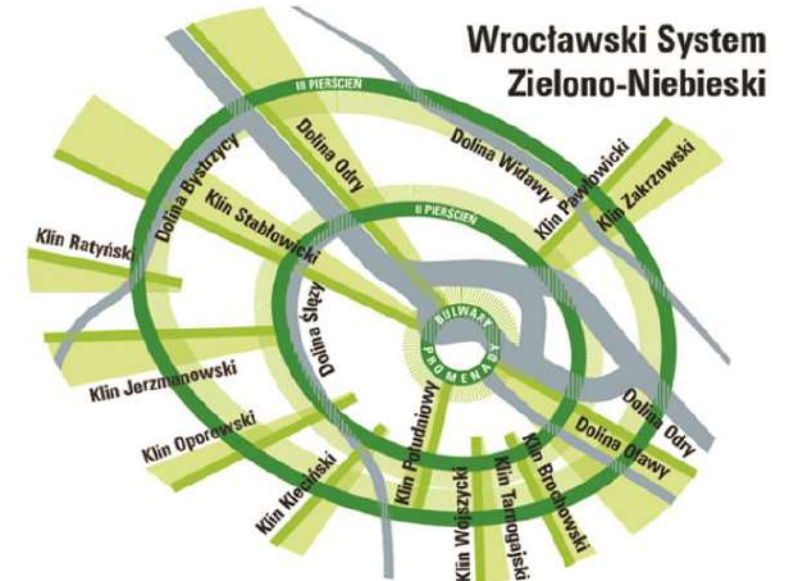 Wrocławski System
Zielono-Niebieski
III PIERŚCIEŃ
Dolina Widawy
Dolina Bystrzycy
Dolina Odry
Klin Pawłowicki
Klin Zakrzowski
Klin Stabłowicki
II PIERŚCIEŃ
Klin Ratyński
Dolina Ślęzy
BULWARY
PROMENADY
Klin Jerzmanowski
Klin Oporowski
Klin Klęciński
Klin Południowy
Klin Wojszycki
Klin Tarnogajski
Klin Brochowski
Dolina Oławy
Dolina Odry